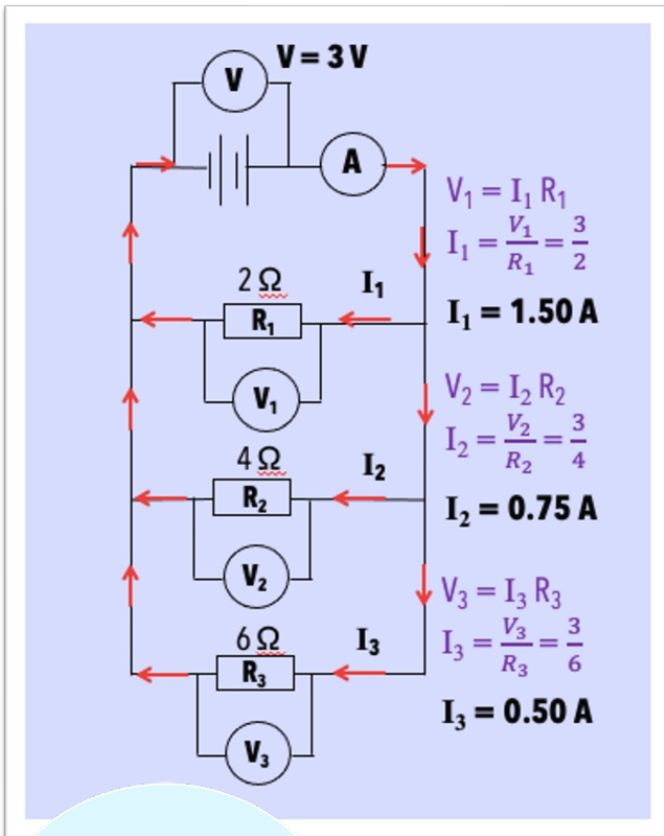 V = 3 V
V
A
V₁ = I₁ R₁
I₁ = V₁/R₁ = 3/2
2 Ω
I₁
R₁
I₁ = 1.50 A
V₁
V₂ = I₂ R₂
I₂ = V₂/R₂ = 3/4
4 Ω
I₂
R₂
I₂ = 0.75 A
V₂
V₃ = I₃ R₃
6 Ω
I₃
I₃ = V₃/R₃ = 3/6
R₃
I₃ = 0.50 A
V₃